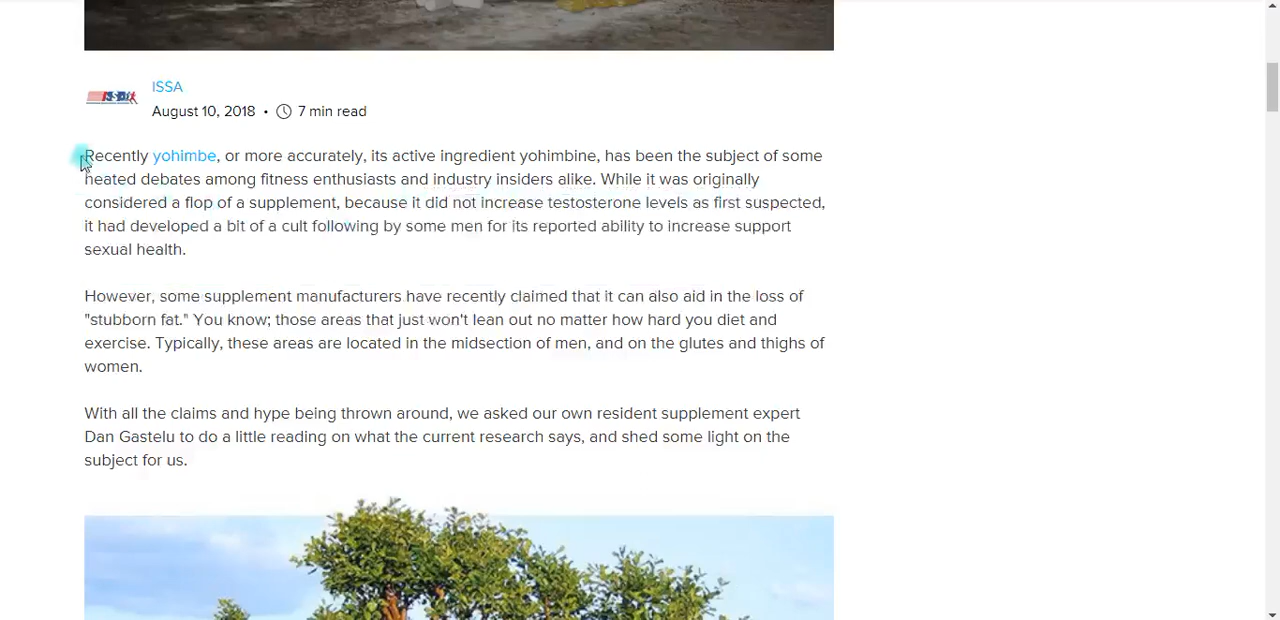 ISSA
August 10, 2018 • 7 min read
Recently yohimbe, or more accurately, its active ingredient yohimbine, has been the subject of some
heated debates among fitness enthusiasts and industry insiders alike. While it was originally
considered a flop of a supplement, because it did not increase testosterone levels as first suspected,
it had developed a bit of a cult following by some men for its reported ability to increase support
sexual health.
However, some supplement manufacturers have recently claimed that it can also aid in the loss of
"stubborn fat." You know; those areas that just won't lean out no matter how hard you diet and
exercise. Typically, these areas are located in the midsection of men, and on the glutes and thighs of
women.
With all the claims and hype being thrown around, we asked our own resident supplement expert
Dan Gastelu to do a little reading on what the current research says, and shed some light on the
subject for us.